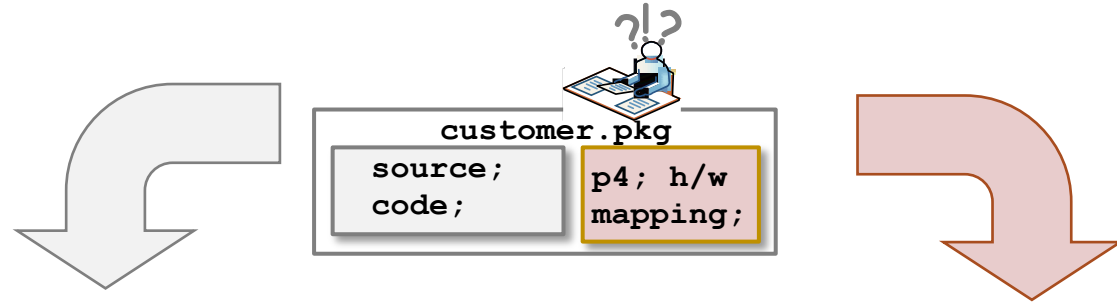 ?!?
customer.pkg
source;
code;
p4; h/w
mapping;